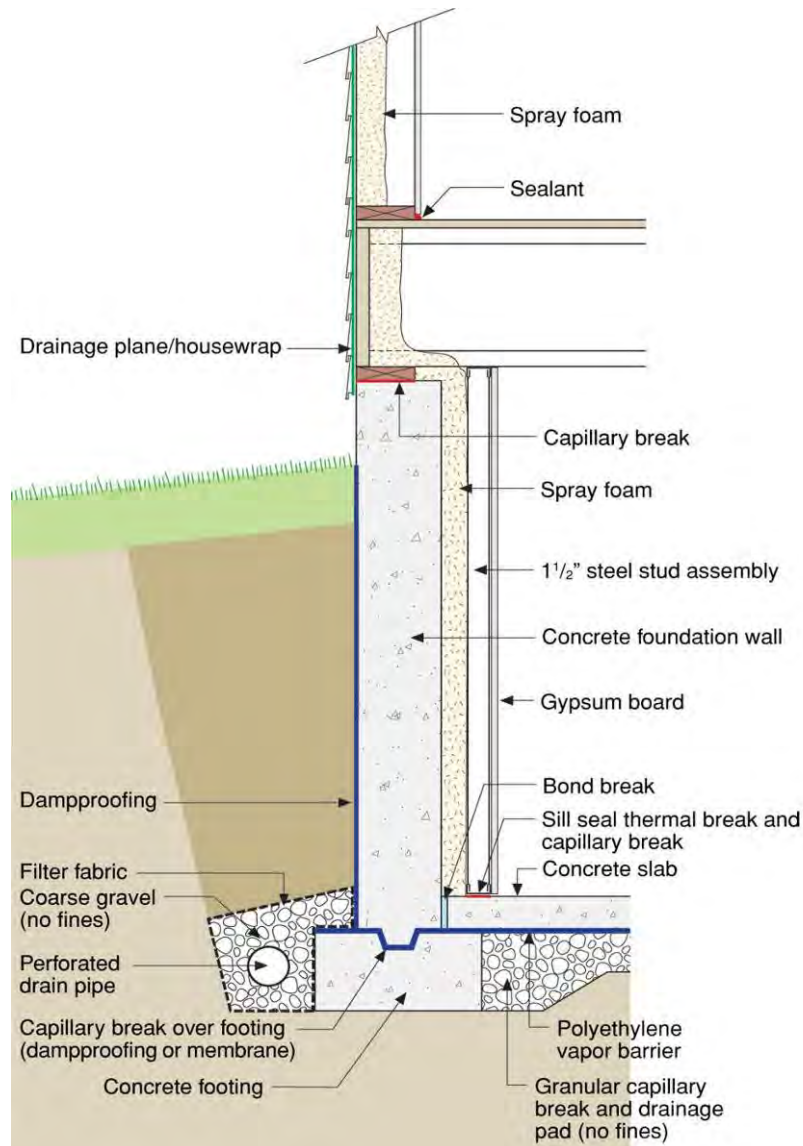 Spray foam
Sealant
Drainage plane/housewrap
Capillary break
Spray foam
1 1/2" steel stud assembly
Concrete foundation wall
Gypsum board
Bond break
Dampproofing
Sill seal thermal break and
capillary break
Concrete slab
Filter fabric
Coarse gravel
(no fines)
Perforated
drain pipe
Capillary break over footing
(dampproofing or membrane)
Concrete footing
Polyethylene
vapor barrier
Granular capillary
break and drainage
pad (no fines)